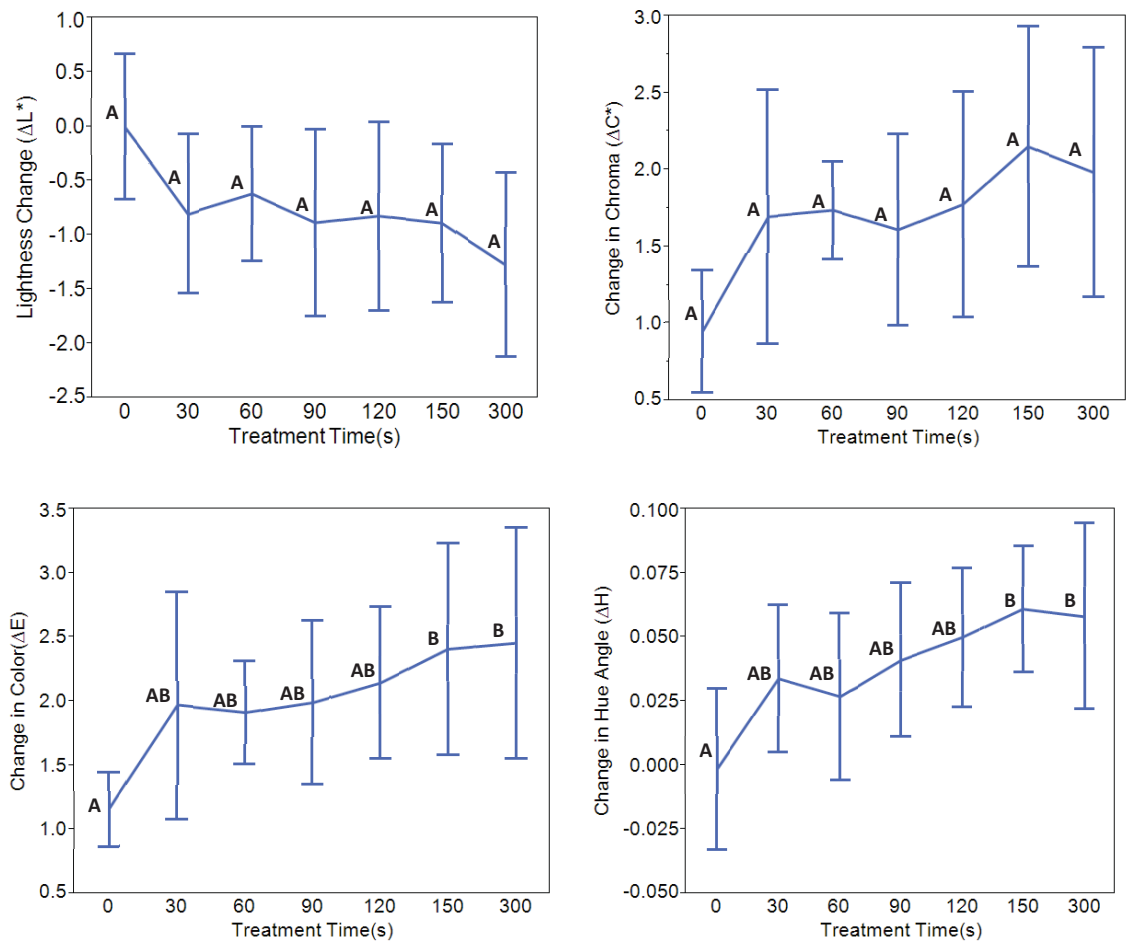 Lightness Change (ΔL*)
1.0
0.5
0.0
-0.5
-1.0
-1.5
-2.0
-2.5
A A A A A A A
0 30 60 90 120 150 300
Treatment Time(s)
Change in Chroma (ΔC*)
3.0
2.5
2.0
1.5
1.0
0.5
A A A A A A A
0 30 60 90 120 150 300
Treatment Time(s)
Change in Color(ΔE)
3.5
3.0
2.5
2.0
1.5
1.0
0.5
A AB AB AB AB B B
0 30 60 90 120 150 300
Treatment Time(s)
Change in Hue Angle (ΔH)
0.100
0.075
0.050
0.025
0.000
-0.025
-0.050
A AB AB AB AB B B
0 30 60 90 120 150 300
Treatment Time(s)